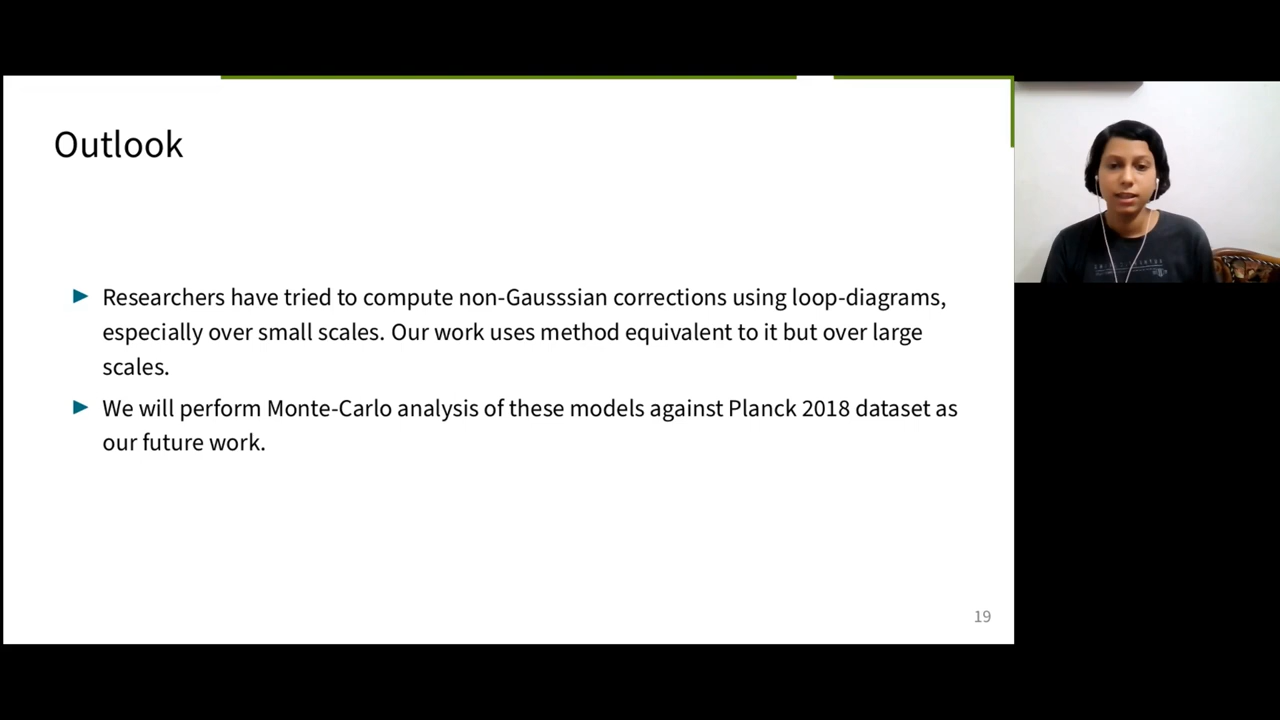 Outlook
Researchers have tried to compute non-Gausssian corrections using loop-diagrams,
especially over small scales. Our work uses method equivalent to it but over large
scales.
We will perform Monte-Carlo analysis of these models against Planck 2018 dataset as
our future work.
19